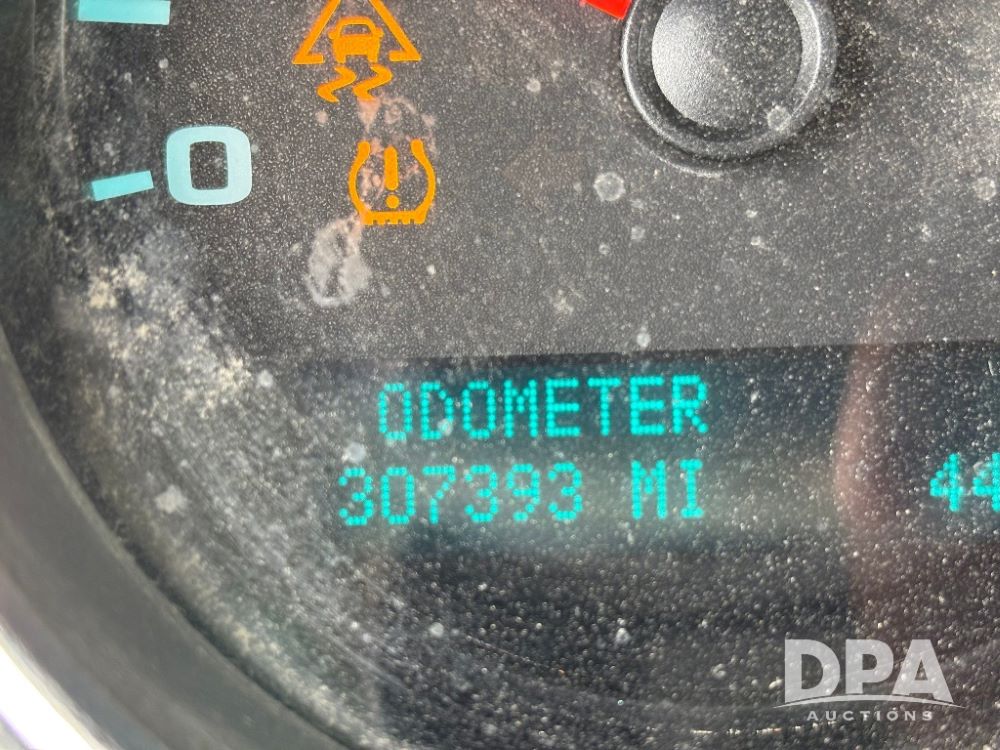 0
ODOMETER
307393 MI 44
DPA
AUCTIONS